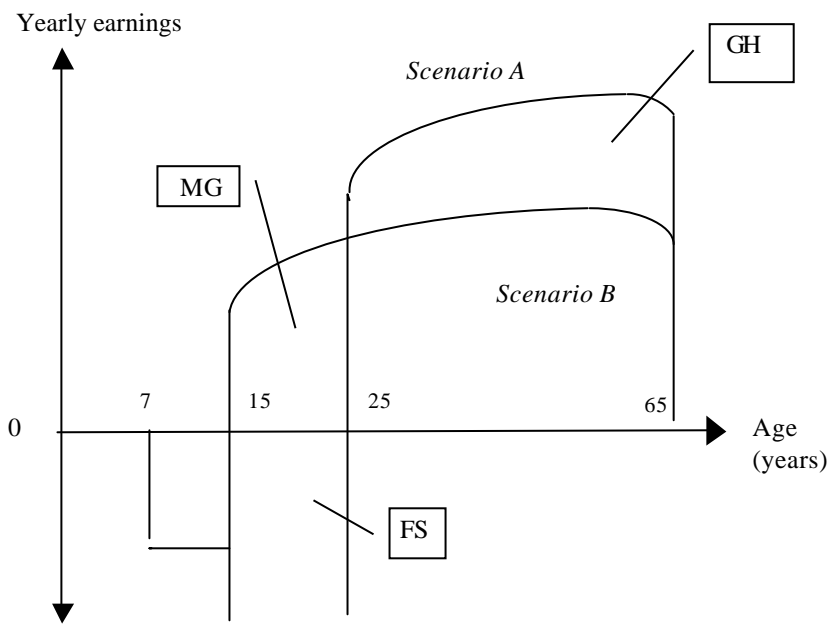 Yearly earnings
GH
Scenario A
MG
Scenario B
7
15
25
65
0
Age
(years)
FS